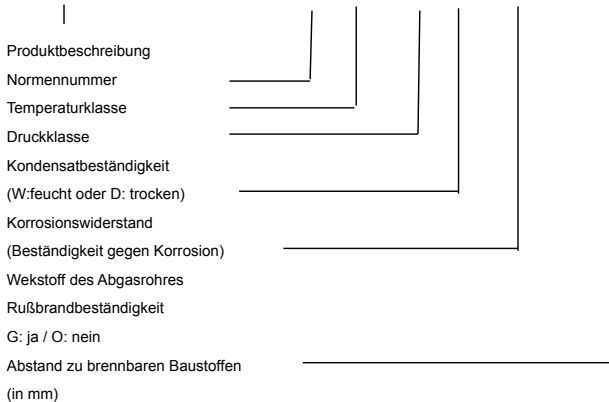 Produktbeschreibung
Normennummer
Temperaturklasse
Druckklasse
Kondensatbeständigkeit
(W:feucht oder D: trocken)
Korrosionswiderstand
(Beständigkeit gegen Korrosion)
Wekstoff des Abgasrohres
Rußbrandbeständigkeit
G: ja / O: nein
Abstand zu brennbaren Baustoffen
(in mm)